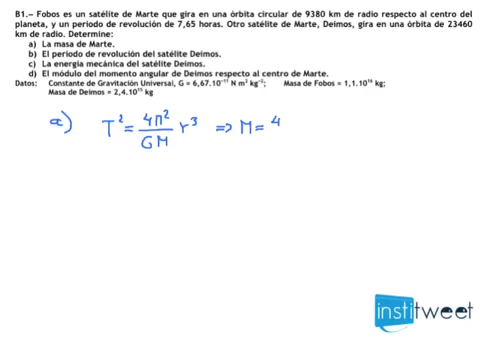 B1.- Fobos es un satélite de Marte que gira en una órbita circular de 9380 km de radio respecto al centro del
planeta, y un periodo de revolución de 7,65 horas. Otro satélite de Marte, Deimos, gira en una órbita de 23460
km de radio. Determine:
a) La masa de Marte.
b) El periodo de revolución del satélite Deimos.
c) La energía mecánica del satélite Deimos.
d) El módulo del momento angular de Deimos respecto al centro de Marte.
Datos: Constante de Gravitación Universal, G = 6,67.10⁻¹¹ N m² kg⁻²; Masa de Fobos = 1,1.10¹⁶ kg;
Masa de Deimos = 2,4.10¹⁵ kg
a) T² = 4π²/GM r³ => M = 4
institweet